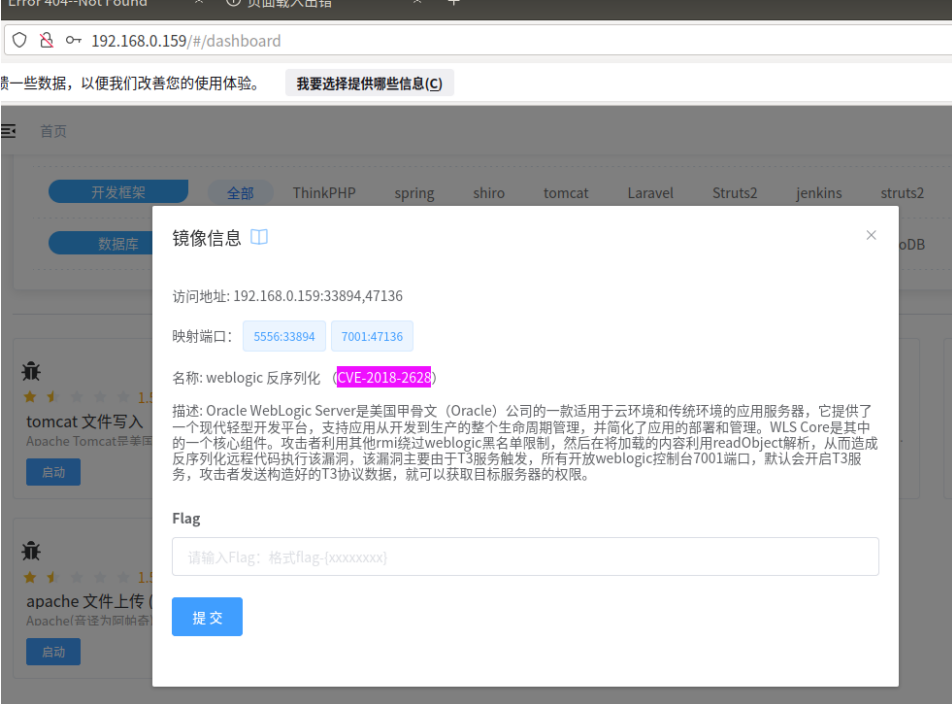 Error 404--Not Found × 页面载入出错 × +
192.168.0.159/#/dashboard
馈一些数据，以便我们改善您的使用体验。 我要选择提供哪些信息(C)
首页
开发框架 全部 ThinkPHP spring shiro tomcat Laravel Struts2 jenkins struts2
数据库 oDB
镜像信息
访问地址: 192.168.0.159:33894,47136
映射端口： 5556:33894 7001:47136
名称: weblogic 反序列化 （CVE-2018-2628）
描述: Oracle WebLogic Server是美国甲骨文（Oracle）公司的一款适用于云环境和传统环境的应用服务器，它提供了
一个现代轻型开发平台，支持应用从开发到生产的整个生命周期管理，并简化了应用的部署和管理。WLS Core是其中
的一个核心组件。攻击者利用其他rmi绕过weblogic黑名单限制，然后在将加载的内容利用readObject解析，从而造成
反序列化远程代码执行该漏洞，该漏洞主要由于T3服务触发，所有开放weblogic控制台7001端口，默认会开启T3服
务，攻击者发送构造好的T3协议数据，就可以获取目标服务器的权限。
Flag
请输入Flag：格式flag-{xxxxxxxx}
提交
1.5
tomcat 文件写入
Apache Tomcat是美国
启动
1.5
apache 文件上传 (
Apache(音译为阿帕奇)
启动